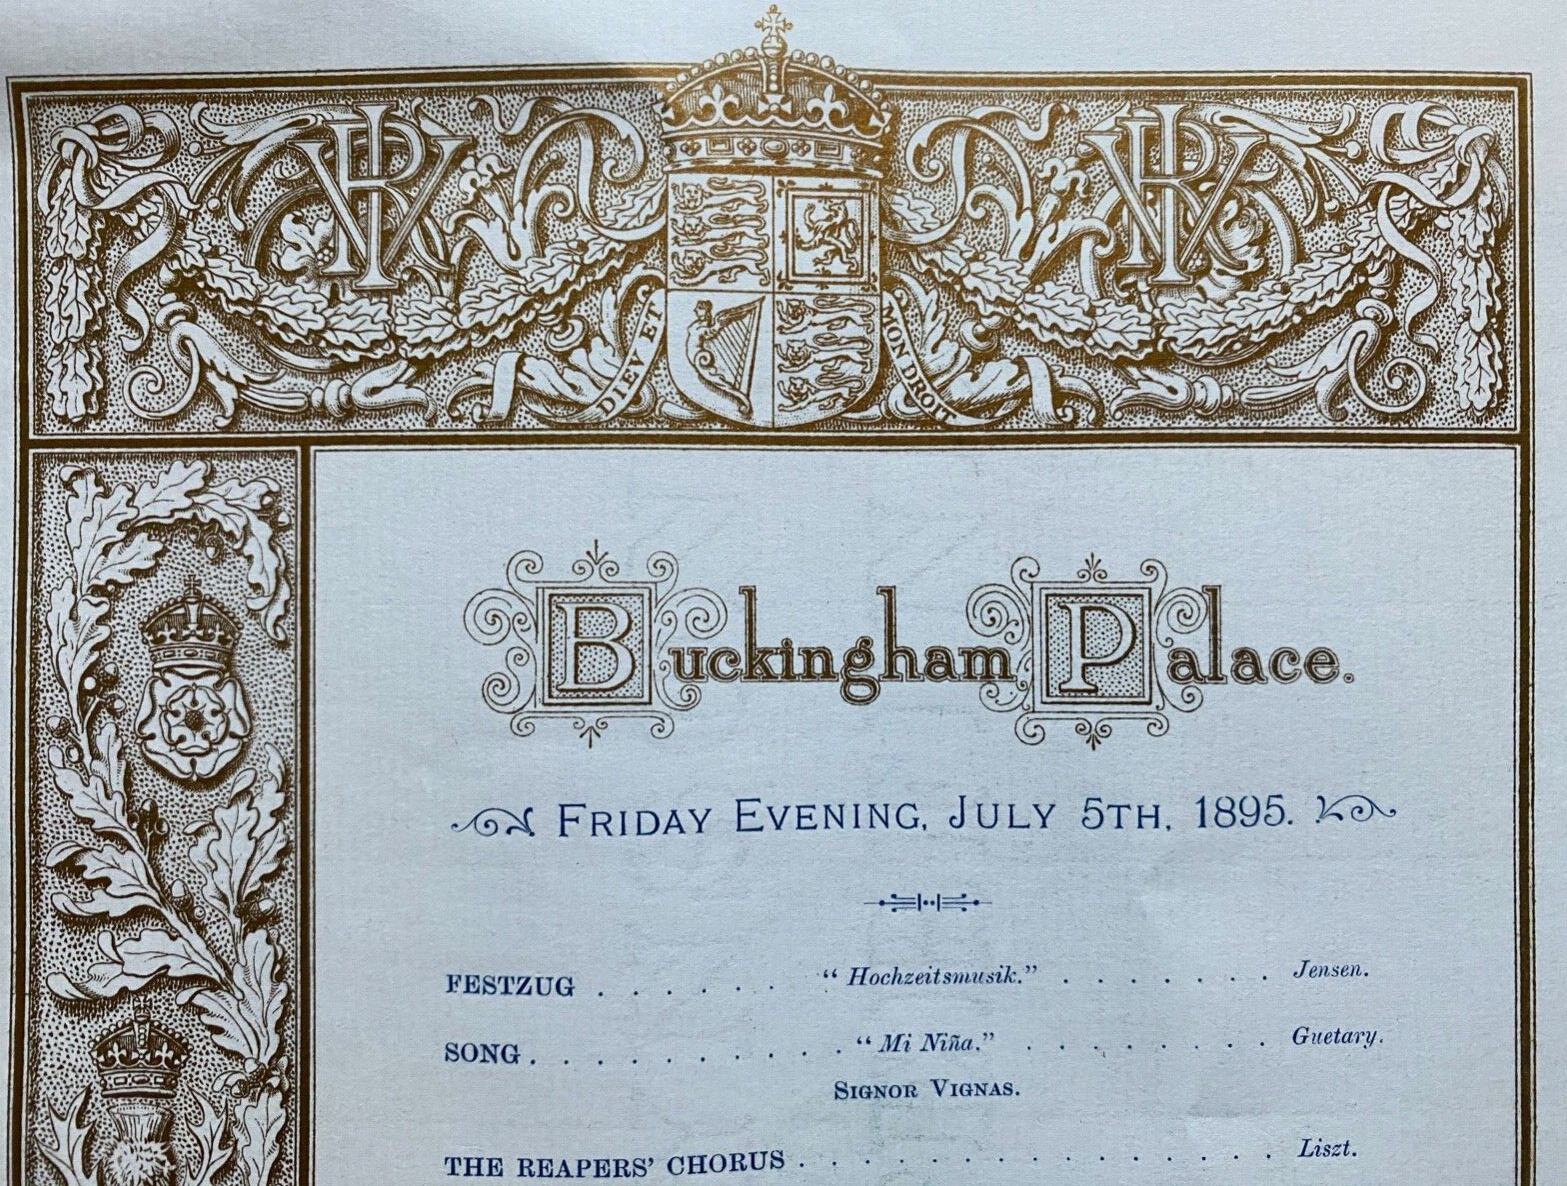 VRI VRI
DIEV ET MON DROIT
Buckingham Palace.
FRIDAY EVENING, JULY 5TH, 1895.
FESTZUG . . . . . . "Hochzeitsmusik." . . . . . . . Jensen.
SONG . . . . . . . . . . "Mi Niña." . . . . . . . . Guetary.
SIGNOR VIGNAS.
THE REAPERS' CHORUS . . . . . . . . . . . . . . . Liszt.